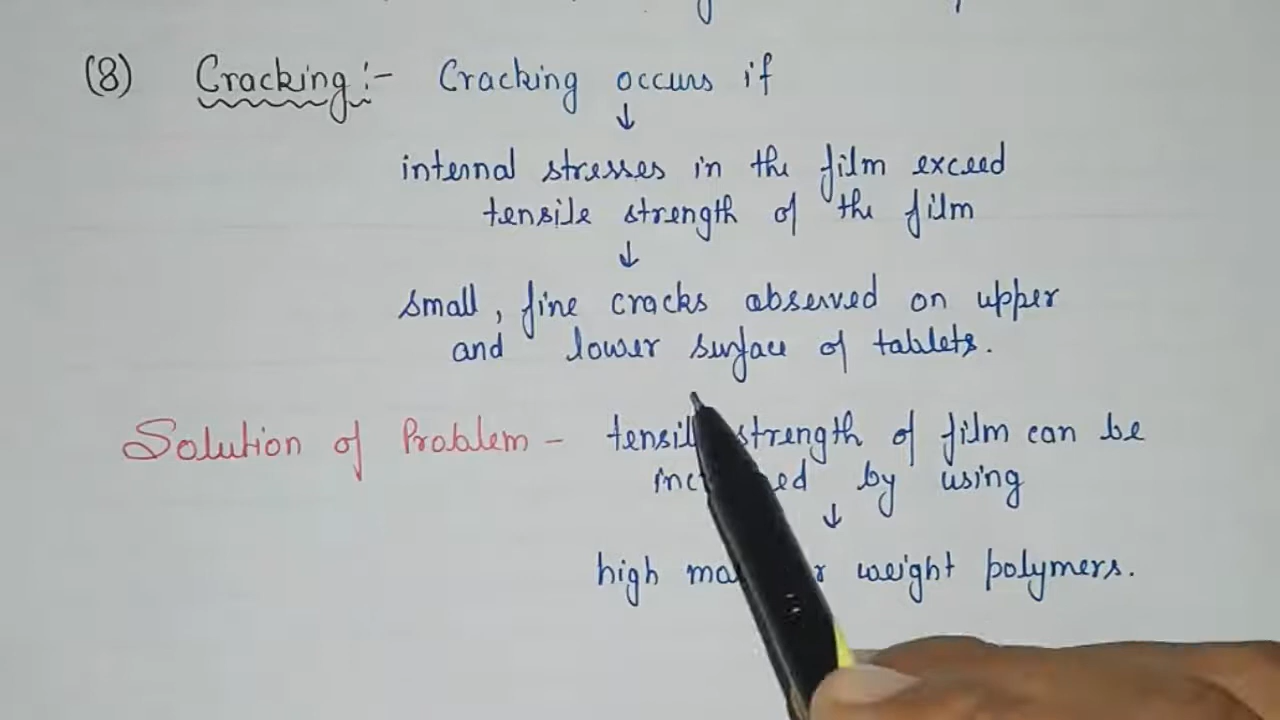 (8) Cracking :- Cracking occurs if
↓
internal stresses in the film exceed
tensile strength of the film
↓
small, fine cracks observed on upper
and lower surface of tablets.
Solution of Problem - strength of film can be
by using
↓
high weight polymers.